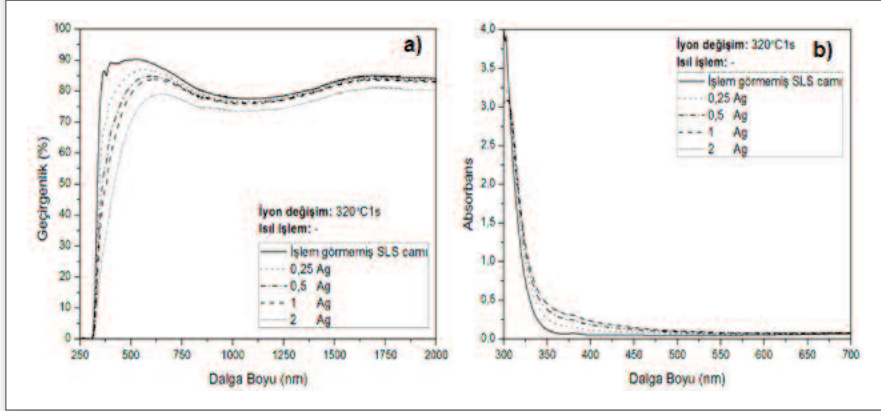 a)
100
90
80
70
60
50
40
30
20
10
0
Geçirgenlik (%)
İyon değişim: 320°C1s
Isıl işlem: -
İşlem görmemiş SLS camı
0,25 Ag
0,5 Ag
1 Ag
2 Ag
250 500 750 1000 1250 1500 1750 2000
Dalga Boyu (nm)
b)
4.0
3.5
3.0
2.5
2.0
1.5
1.0
0.5
0.0
Absorbans
İyon değişim: 320°C1s
Isıl işlem: -
İşlem görmemiş SLS camı
0,25 Ag
0,5 Ag
1 Ag
2 Ag
300 350 400 450 500 550 600 650 700
Dalga Boyu (nm)